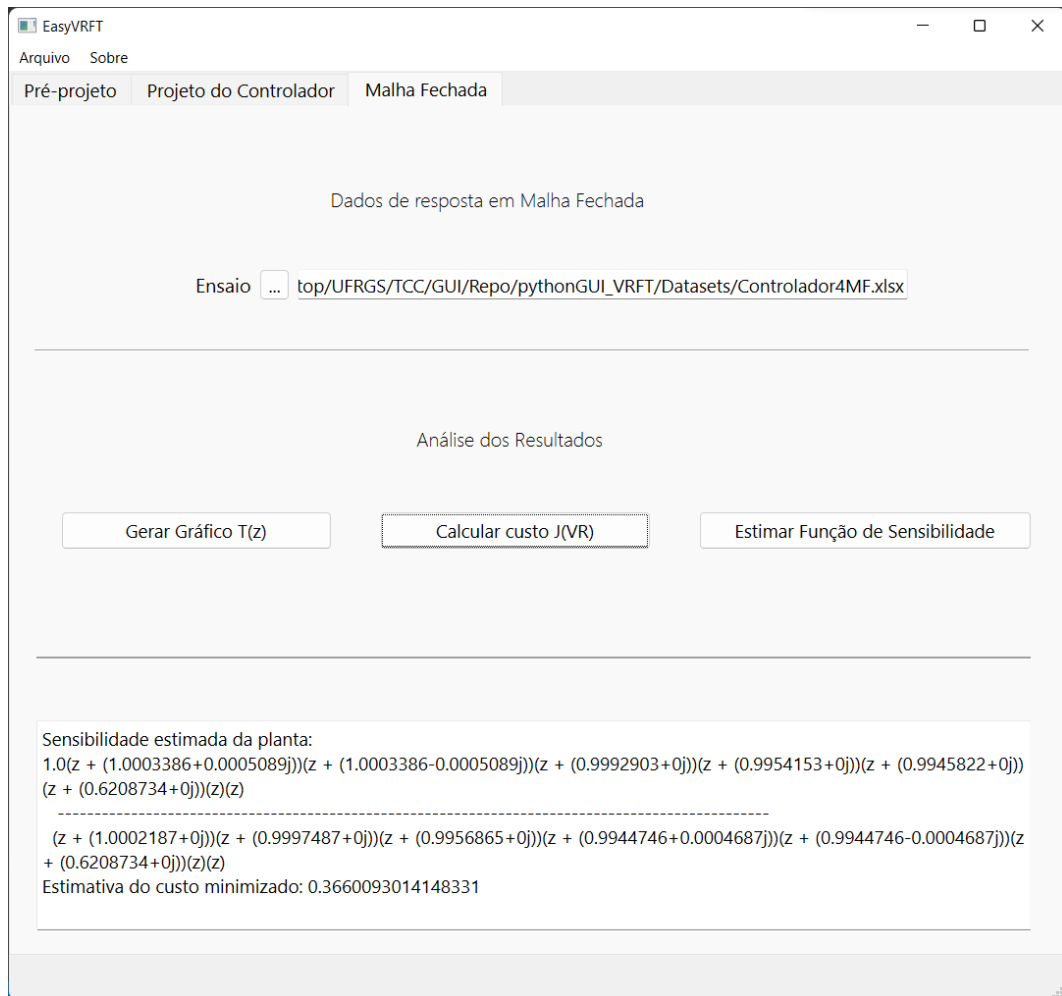 EasyVRFT
Arquivo Sobre
Pré-projeto Projeto do Controlador Malha Fechada
Dados de resposta em Malha Fechada
Ensaio ... top/UFRGS/TCC/GUI/Repo/pythonGUI_VRFT/Datasets/Controlador4MF.xlsx
Análise dos Resultados
Gerar Gráfico T(z) Calcular custo J(VR) Estimar Função de Sensibilidade
Sensibilidade estimada da planta:
1.0(z + (1.0003386+0.0005089j))(z + (1.0003386-0.0005089j))(z + (0.9992903+0j))(z + (0.9954153+0j))(z + (0.9945822+0j))
(z + (0.6208734+0j))(z)(z)
-------------------------------------------------------------------------------------------------
(z + (1.0002187+0j))(z + (0.9997487+0j))(z + (0.9956865+0j))(z + (0.9944746+0.0004687j))(z + (0.9944746-0.0004687j))(z
+ (0.6208734+0j))(z)(z)
Estimativa do custo minimizado: 0.3660093014148331